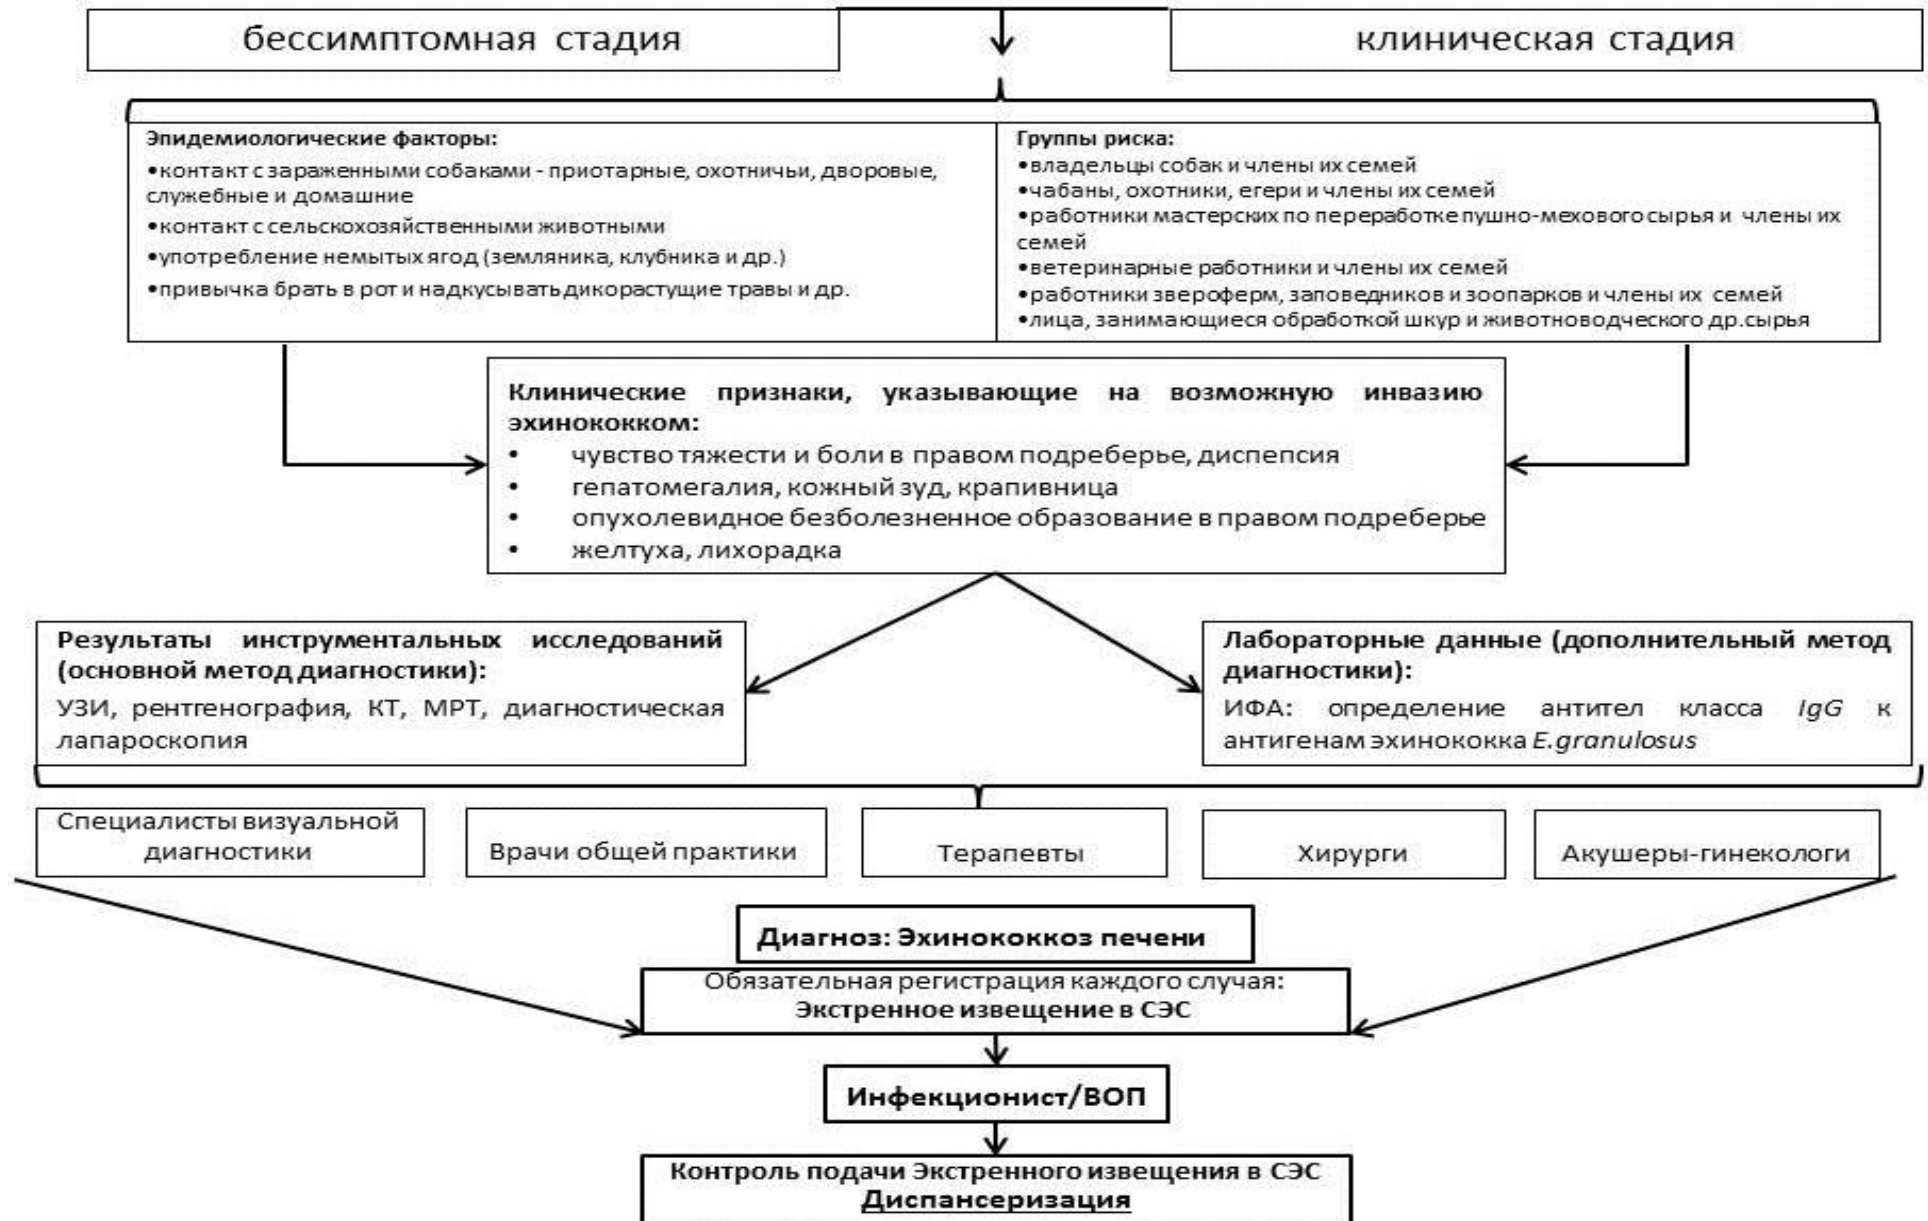 бессимптомная стадия
клиническая стадия
Эпидемиологические факторы:
•контакт с зараженными собаками - приотарные, охотничьи, дворовые,
служебные и домашние
•контакт с сельскохозяйственными животными
•употребление немытых ягод (земляника, клубника и др.)
•привычка брать в рот и надкусывать дикорастущие травы и др.
Группы риска:
•владельцы собак и члены их семей
•чабаны, охотники, егери и члены их семей
•работники мастерских по переработке пушно-мехового сырья и члены их
семей
•ветеринарные работники и члены их семей
•работники звероферм, заповедников и зоопарков и члены их семей
•лица, занимающиеся обработкой шкур и животноводческого др.сырья
Клинические признаки, указывающие на возможную инвазию
эхинококком:
• чувство тяжести и боли в правом подреберье, диспепсия
• гепатомегалия, кожный зуд, крапивница
• опухолевидное безболезненное образование в правом подреберье
• желтуха, лихорадка
Результаты инструментальных исследований
(основной метод диагностики):
УЗИ, рентгенография, КТ, МРТ, диагностическая
лапароскопия
Лабораторные данные (дополнительный метод
диагностики):
ИФА: определение антител класса IgG к
антигенам эхинококка E.granulosus
Специалисты визуальной
диагностики
Врачи общей практики
Терапевты
Хирурги
Акушеры-гинекологи
Диагноз: Эхинококкоз печени
Обязательная регистрация каждого случая:
Экстренное извещение в СЭС
Инфекционист/ВОП
Контроль подачи Экстренного извещения в СЭС
Диспансеризация